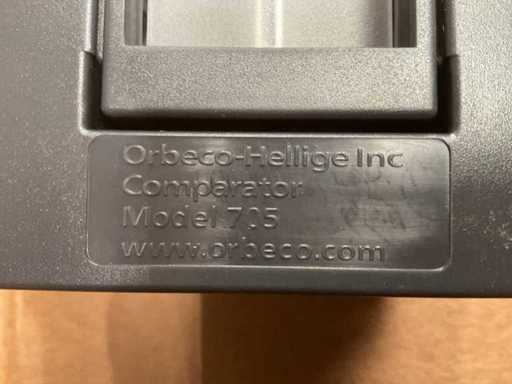 Orbeco-Hellige Inc
Comparator
Model 705
www.orbeco.com